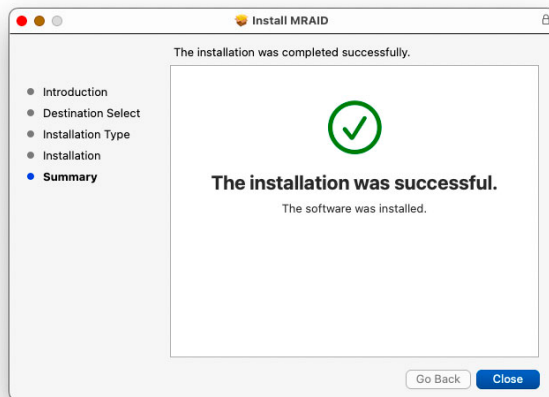 Install MRAID
The installation was completed successfully.
Introduction
Destination Select
Installation Type
Installation
Summary
The installation was successful.
The software was installed.
Go Back
Close